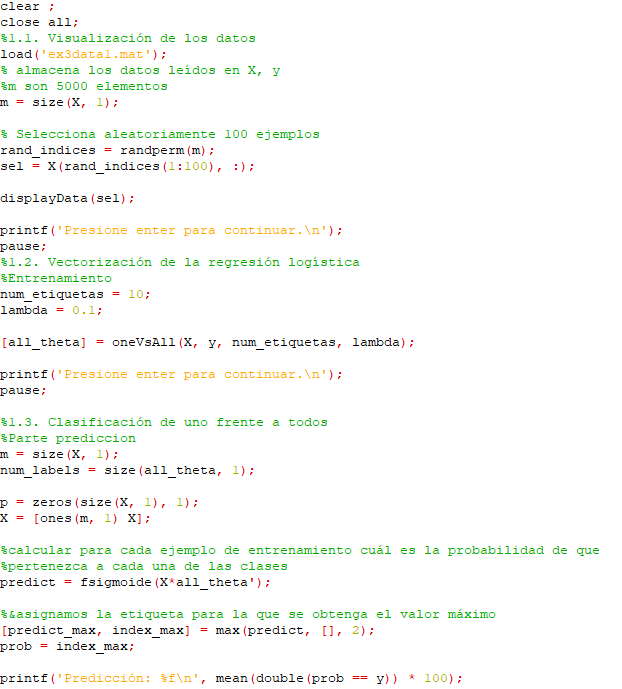 clear ;
close all;
%1.1. Visualización de los datos
load('ex3data1.mat');
% almacena los datos leídos en X, y
%m son 5000 elementos
m = size(X, 1);
% Selecciona aleatoriamente 100 ejemplos
rand_indices = randperm(m);
sel = X(rand_indices(1:100), :);
displayData(sel);
printf('Presione enter para continuar.\n');
pause;
%1.2. Vectorización de la regresión logística
%Entrenamiento
num_etiquetas = 10;
lambda = 0.1;
[all_theta] = oneVsAll(X, y, num_etiquetas, lambda);
printf('Presione enter para continuar.\n');
pause;
%1.3. Clasificación de uno frente a todos
%Parte prediccion
m = size(X, 1);
num_labels = size(all_theta, 1);
p = zeros(size(X, 1), 1);
X = [ones(m, 1) X];
%calcular para cada ejemplo de entrenamiento cuál es la probabilidad de que
%pertenezca a cada una de las clases
predict = fsigmoide(X*all_theta');
%&asignamos la etiqueta para la que se obtenga el valor máximo
[predict_max, index_max] = max(predict, [], 2);
prob = index_max;
printf('Predicción: %f\n', mean(double(prob == y)) * 100);